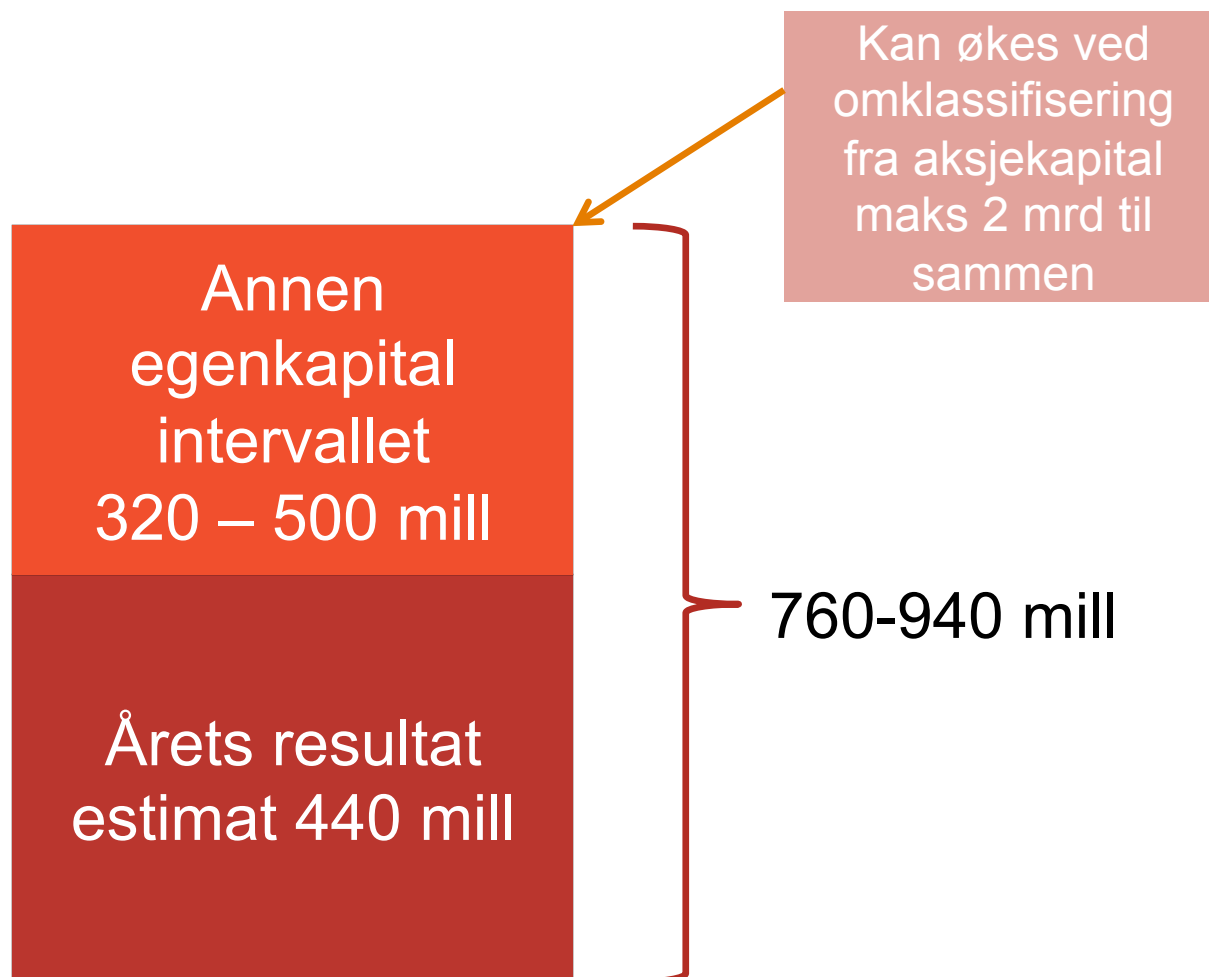 Kan økes ved
omklassifisering
fra aksjekapital
maks 2 mrd til
sammen
Annen
egenkapital
intervallet
320 – 500 mill
760-940 mill
Årets resultat
estimat 440 mill